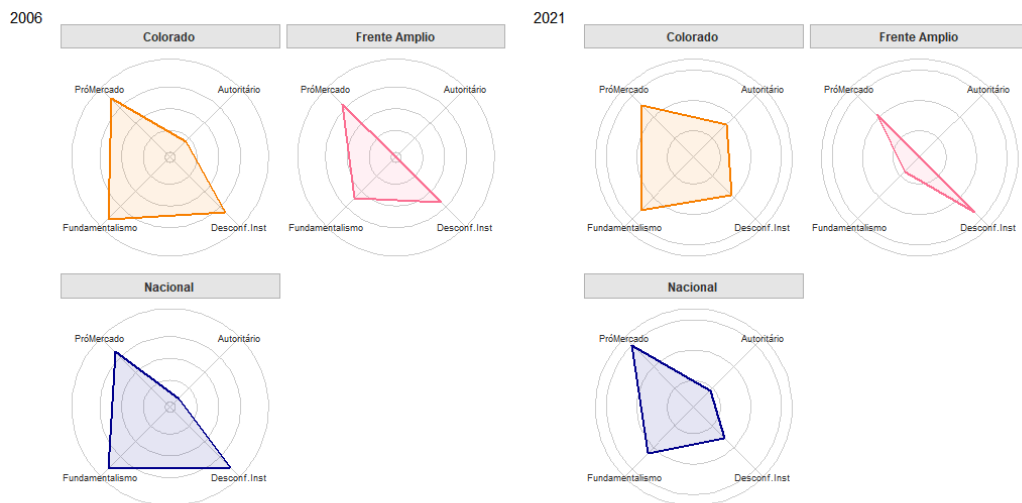 2006
2021
Colorado
Frente Amplio
PróMercado
Autoritário
Fundamentalismo
Desconf.Inst
PróMercado
Autoritário
Fundamentalismo
Desconf.Inst
Nacional
PróMercado
Autoritário
Fundamentalismo
Desconf.Inst
Colorado
Frente Amplio
PróMercado
Autoritário
Fundamentalismo
Desconf.Inst
PróMercado
Autoritário
Fundamentalismo
Desconf.Inst
Nacional
PróMercado
Autoritário
Fundamentalismo
Desconf.Inst